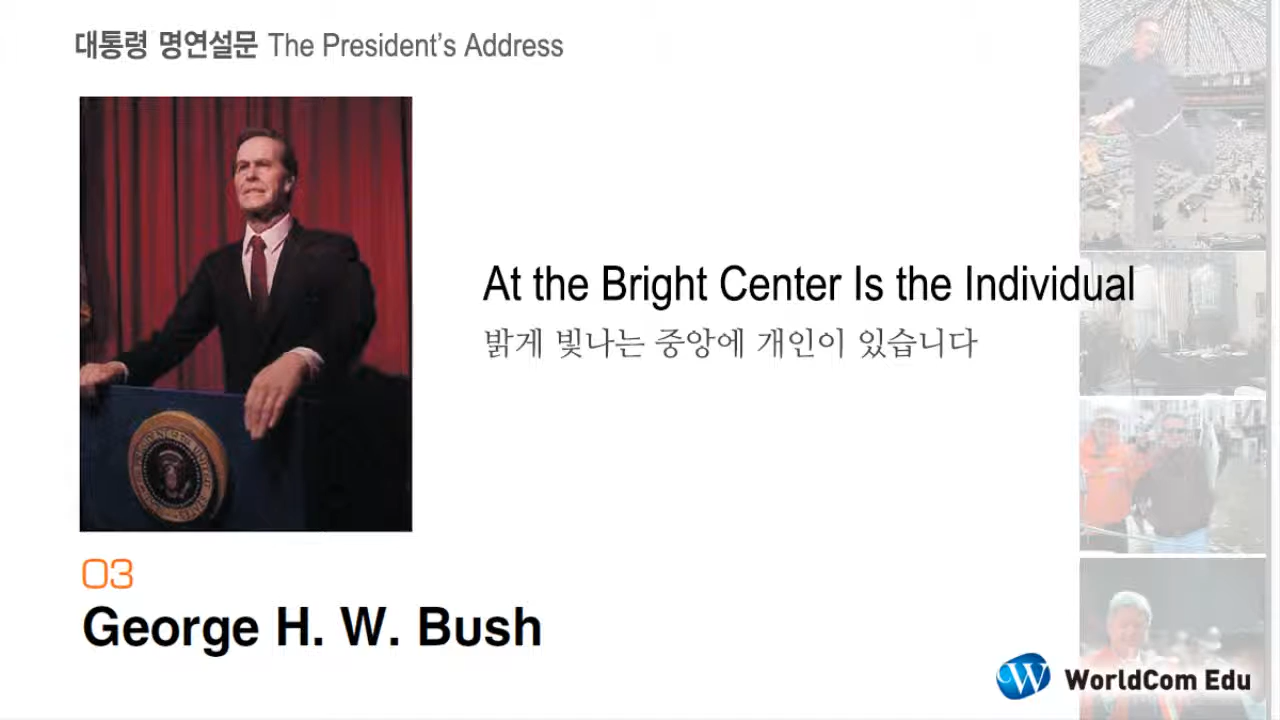 대통령 명연설문 The President's Address
At the Bright Center Is the Individual
밝게 빛나는 중앙에 개인이 있습니다
03
George H. W. Bush
W WorldCom Edu